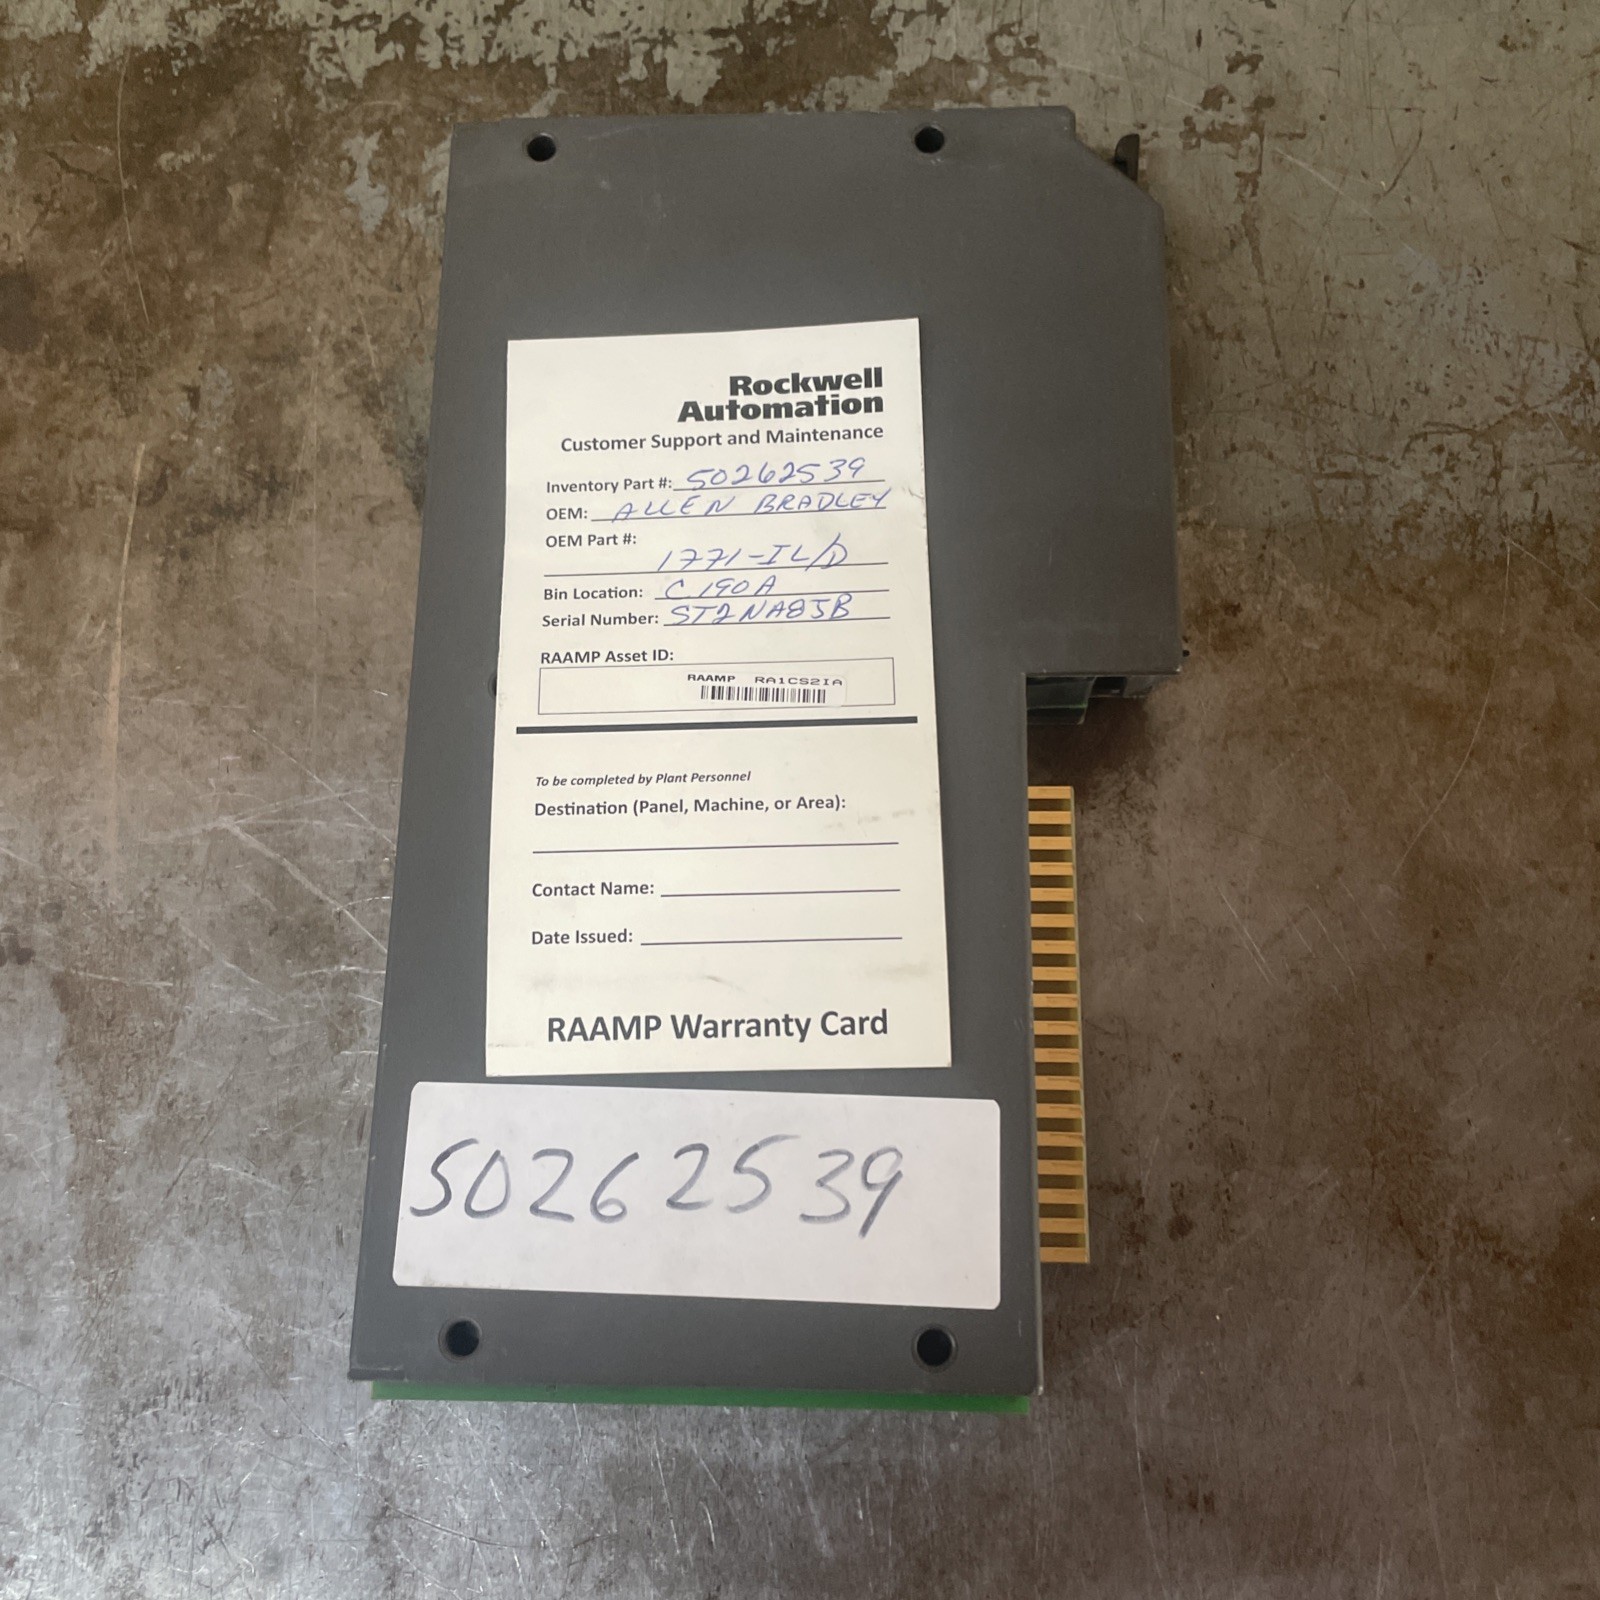 Rockwell
Automation
Customer Support and Maintenance
Inventory Part #: 50262539
OEM: ALLEN BRADLEY
OEM Part #:
1771-IL/D
Bin Location: C190A
Serial Number: ST2NA85B
RAAMP Asset ID:
RAAMP RA1CS2IA
To be completed by Plant Personnel
Destination (Panel, Machine, or Area):
Contact Name:
Date Issued:
RAAMP Warranty Card
50262539